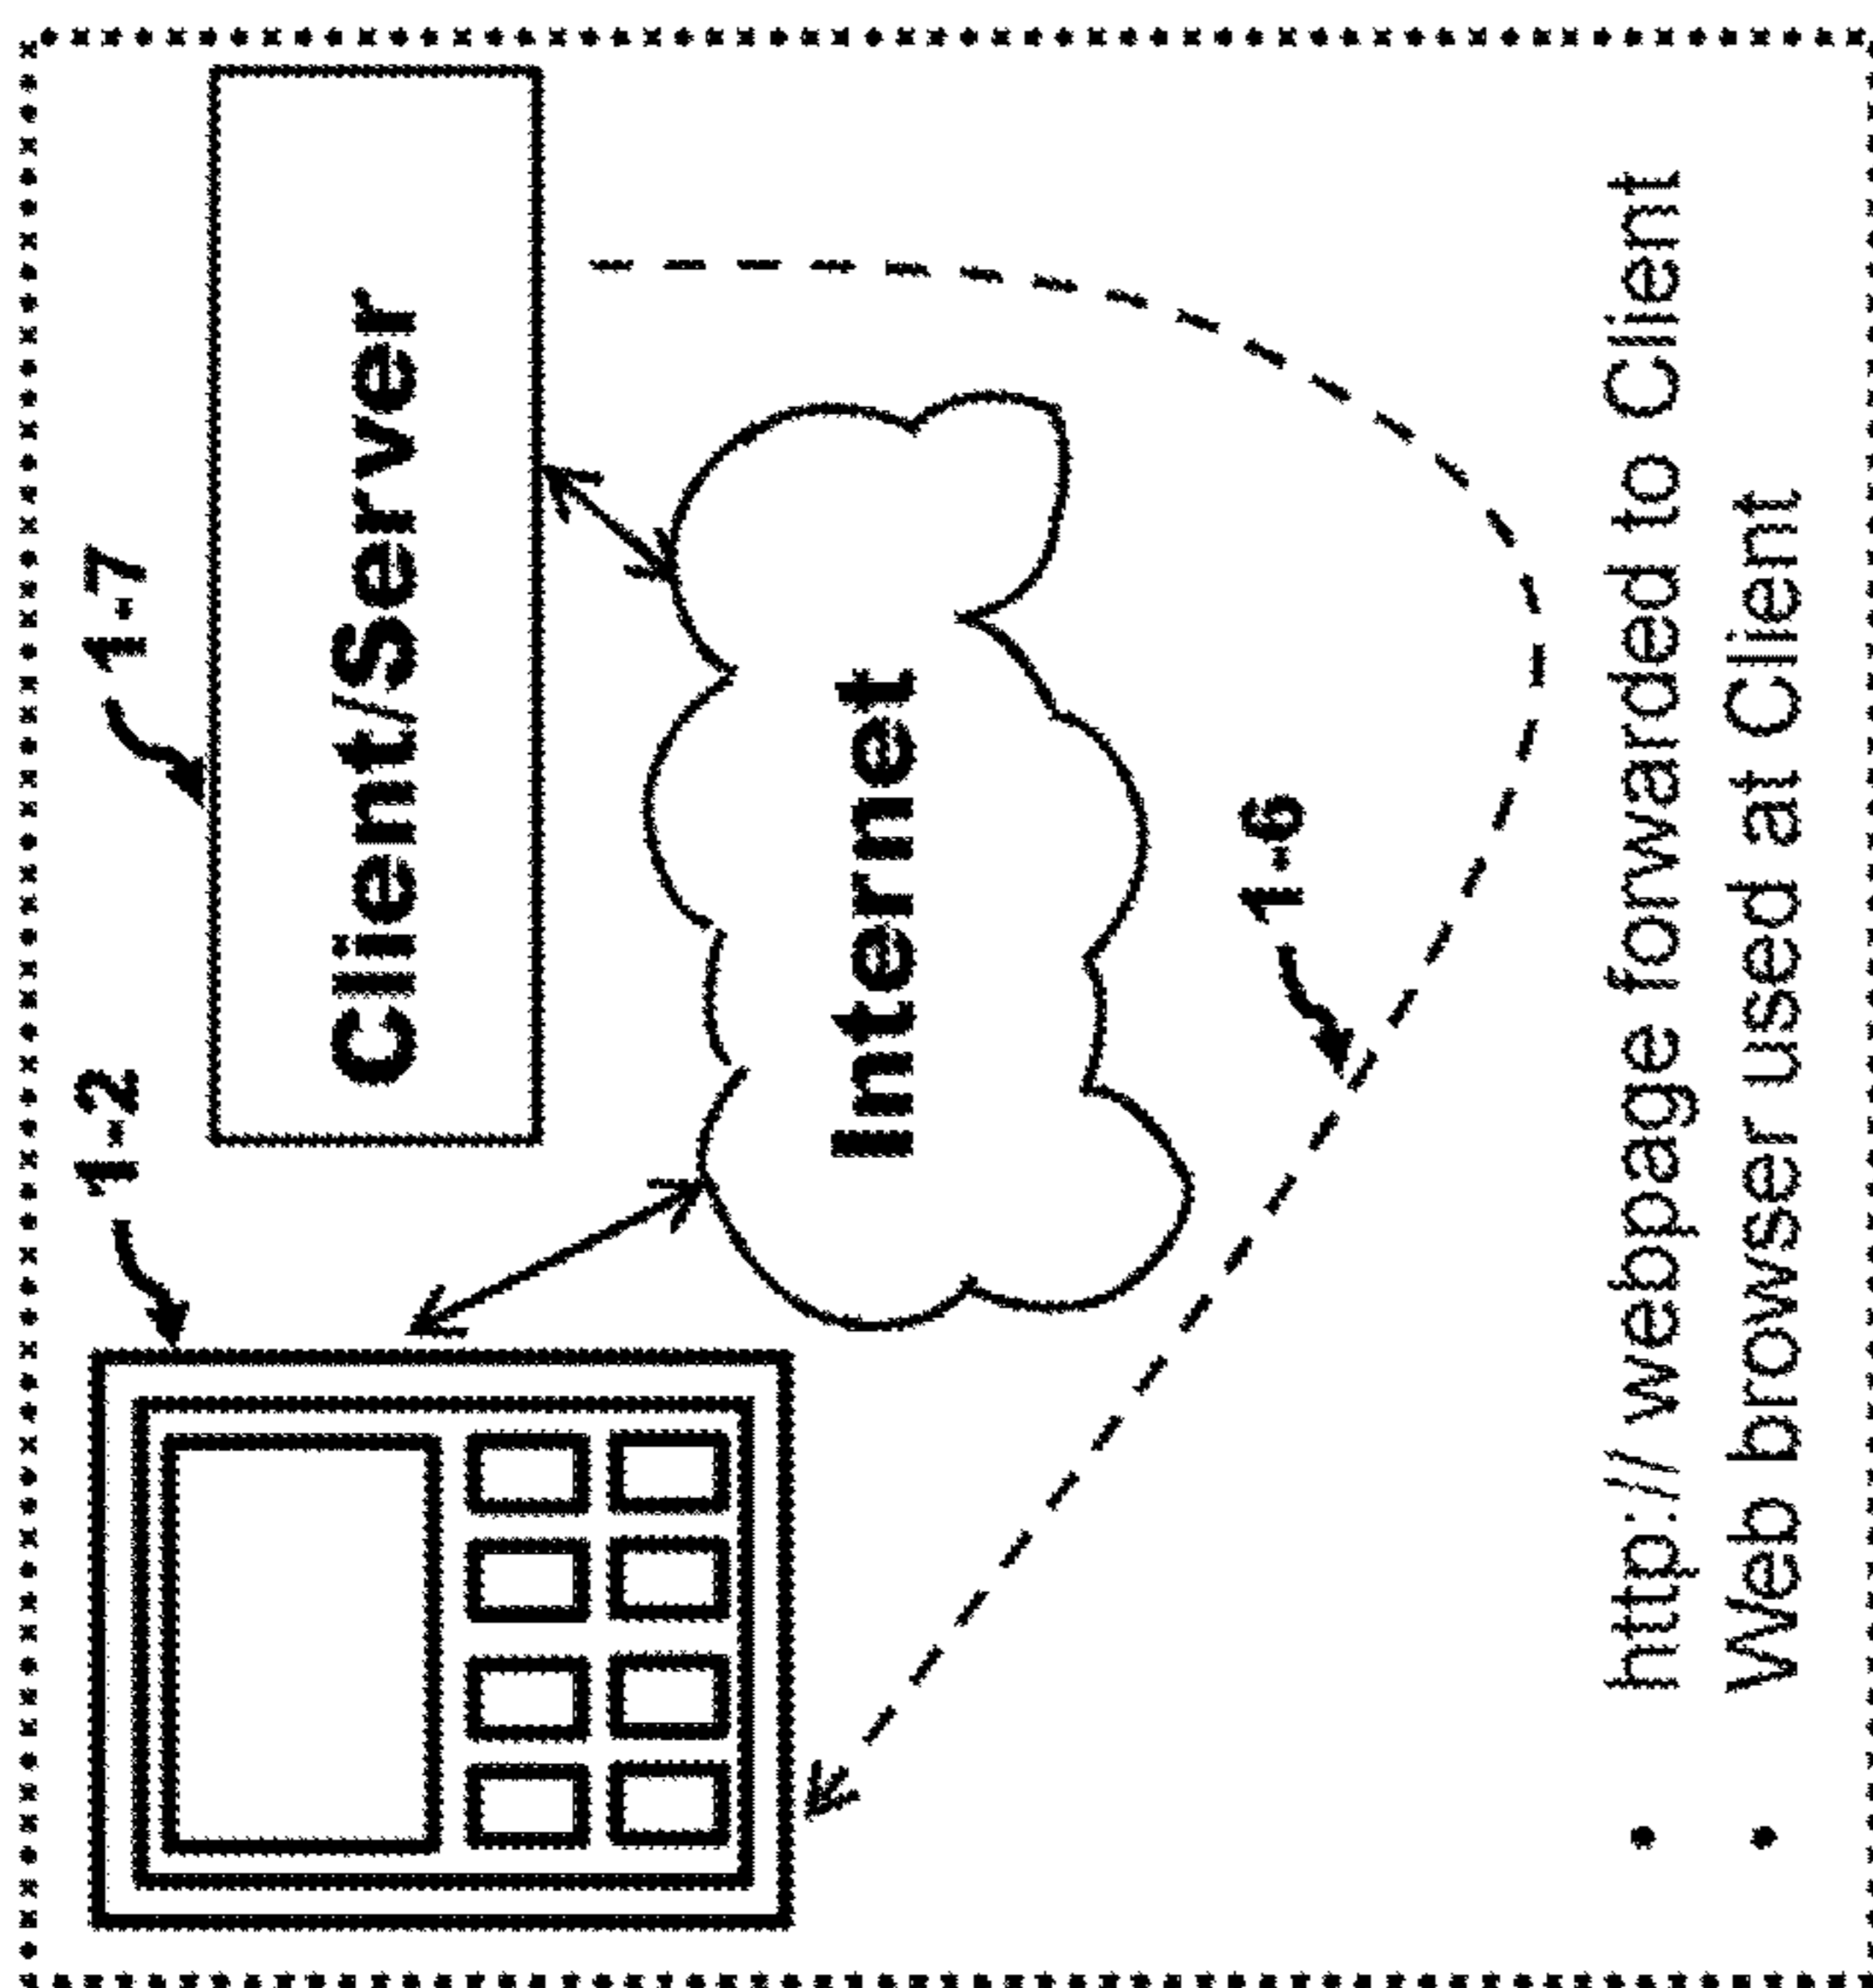 1-2
1-7
Client/Server
Internet
1-6
• http:// webpage forwarded to Client
• Web browser used at Client